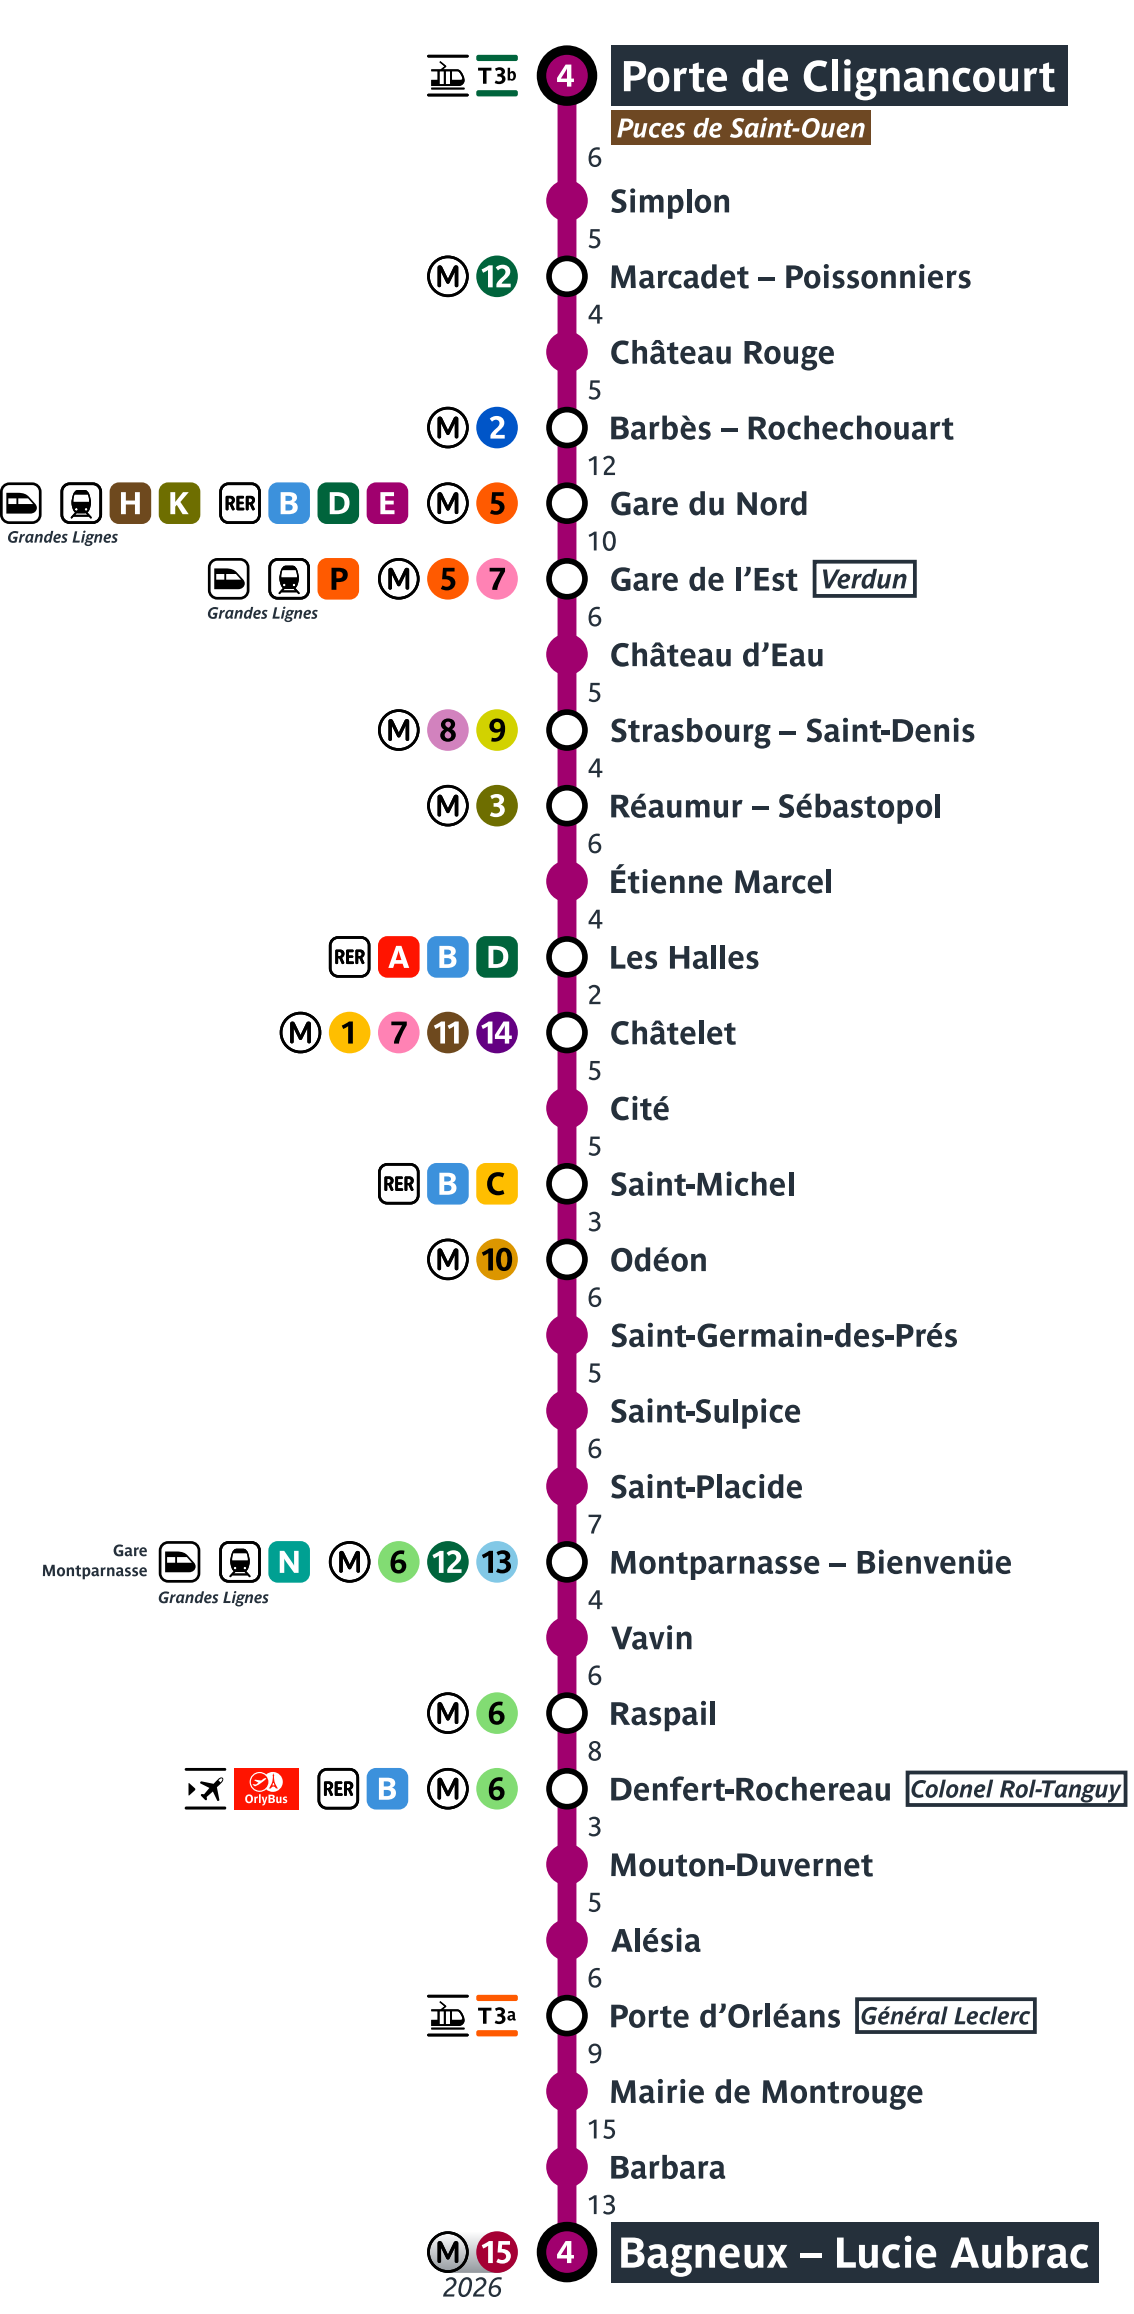 T3b 4 Porte de Clignancourt
Puces de Saint-Ouen
6
Simplon
5
M 12 Marcadet – Poissonniers
4
Château Rouge
5
M 2 Barbès – Rochechouart
12
H K RER B D E M 5 Gare du Nord
Grandes Lignes
10
P M 5 7 Gare de l’Est Verdun
Grandes Lignes
6
Château d’Eau
5
M 8 9 Strasbourg – Saint-Denis
4
M 3 Réaumur – Sébastopol
6
Étienne Marcel
4
RER A B D Les Halles
2
M 1 7 11 14 Châtelet
5
Cité
5
RER B C Saint-Michel
3
M 10 Odéon
6
Saint-Germain-des-Prés
5
Saint-Sulpice
6
Saint-Placide
7
Gare
Montparnasse
N M 6 12 13 Montparnasse – Bienvenüe
Grandes Lignes
4
Vavin
6
M 6 Raspail
8
OrlyBus RER B M 6 Denfert-Rochereau Colonel Rol-Tanguy
3
Mouton-Duvernet
5
Alésia
6
T3a Porte d’Orléans Général Leclerc
9
Mairie de Montrouge
15
Barbara
13
M 15 4 Bagneux – Lucie Aubrac
2026